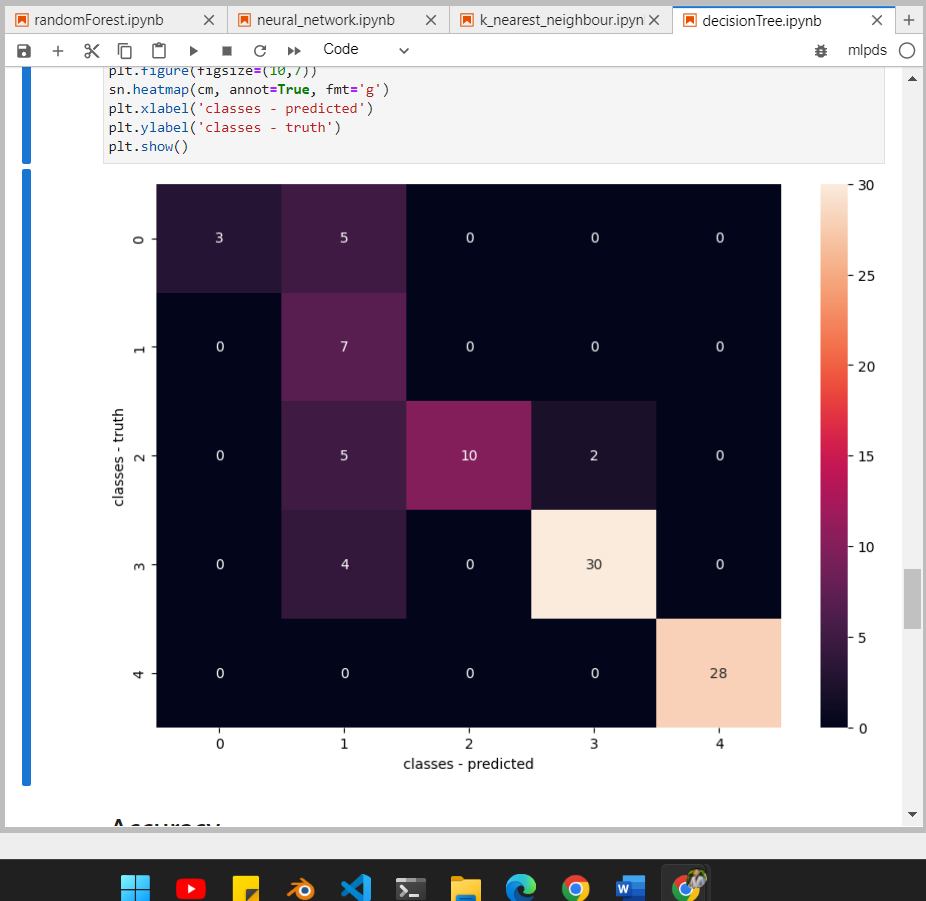 randomForest.ipynb
neural_network.ipynb
k_nearest_neighbour.ipyn
decisionTree.ipynb
Code
mlpds
plt.figure(figsize=(10,7))
sn.heatmap(cm, annot=True, fmt='g')
plt.xlabel('classes - predicted')
plt.ylabel('classes - truth')
plt.show()
0 3 5 0 0 0
1 0 7 0 0 0
2 0 5 10 2 0
3 0 4 0 30 0
4 0 0 0 0 28
0 1 2 3 4
classes - predicted
classes - truth
30
25
20
15
10
5
0
Accuracy
W